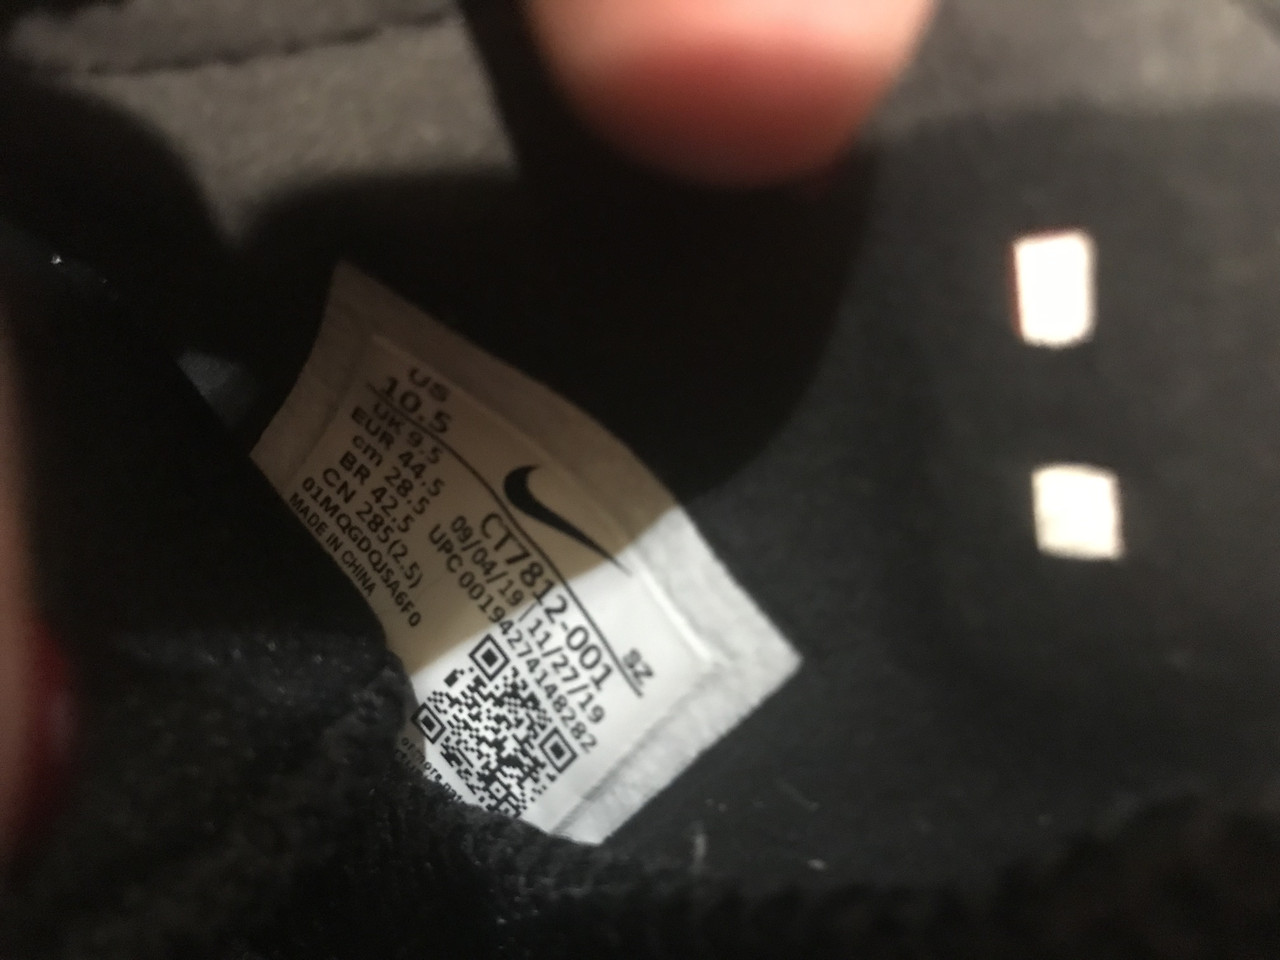 US
10.5
UK 9.5
EUR 44.5
cm 28.5
BR 42.5
CN 285(2.5)
01MQGDQJSA6F0
MADE IN CHINA
CT7812-001
SZ
09/04/19 11/27/19
UPC 00194274148282